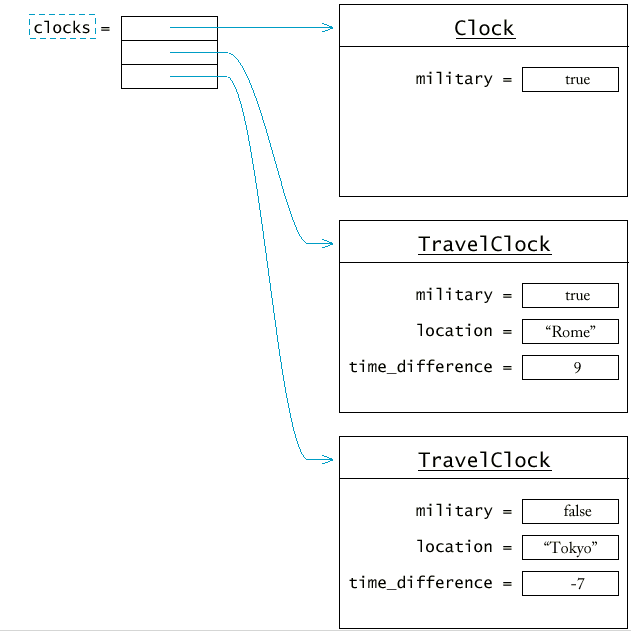 clocks =
Clock
military = true
TravelClock
military = true
location = “Rome”
time_difference = 9
TravelClock
military = false
location = “Tokyo”
time_difference = -7